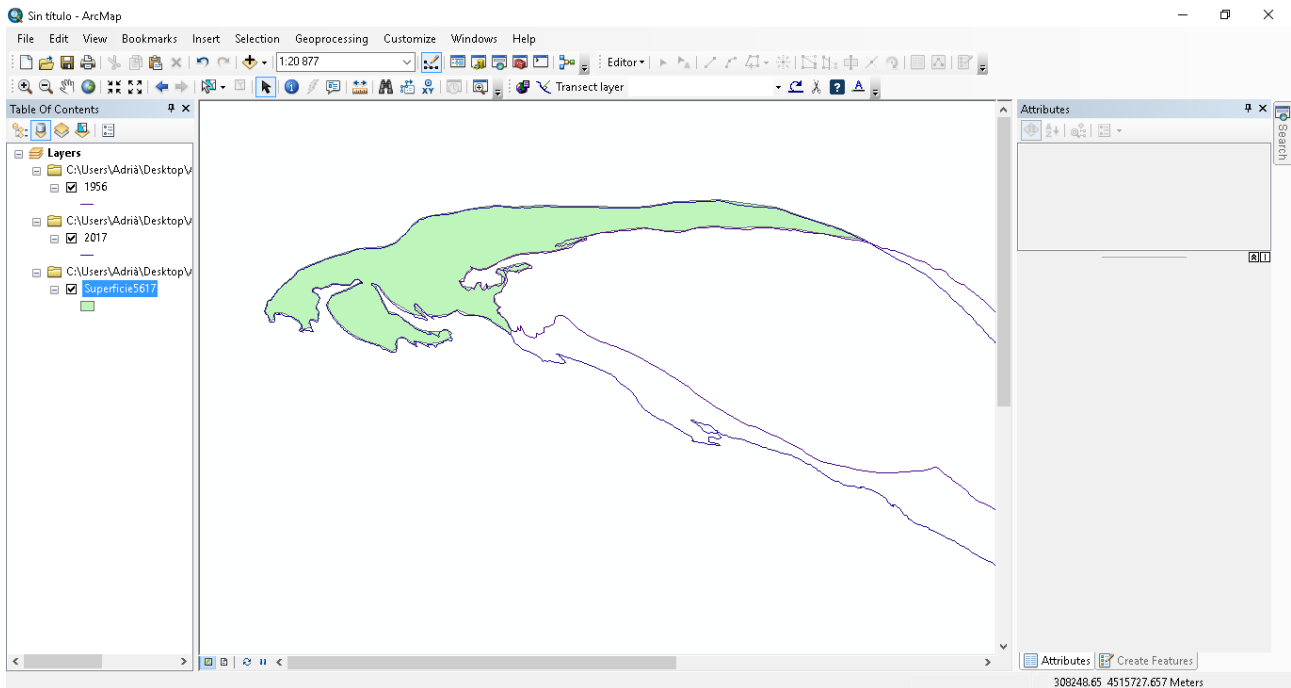 Sin título - ArcMap
File Edit View Bookmarks Insert Selection Geoprocessing Customize Windows Help
1:20 877
Editor
Transect layer
Table Of Contents
Layers
C:\Users\Adrià\Desktop\
1956
C:\Users\Adrià\Desktop\
2017
C:\Users\Adrià\Desktop\
Superfície5617
Attributes
Search
Attributes Create Features
308248.65 4515727.657 Meters